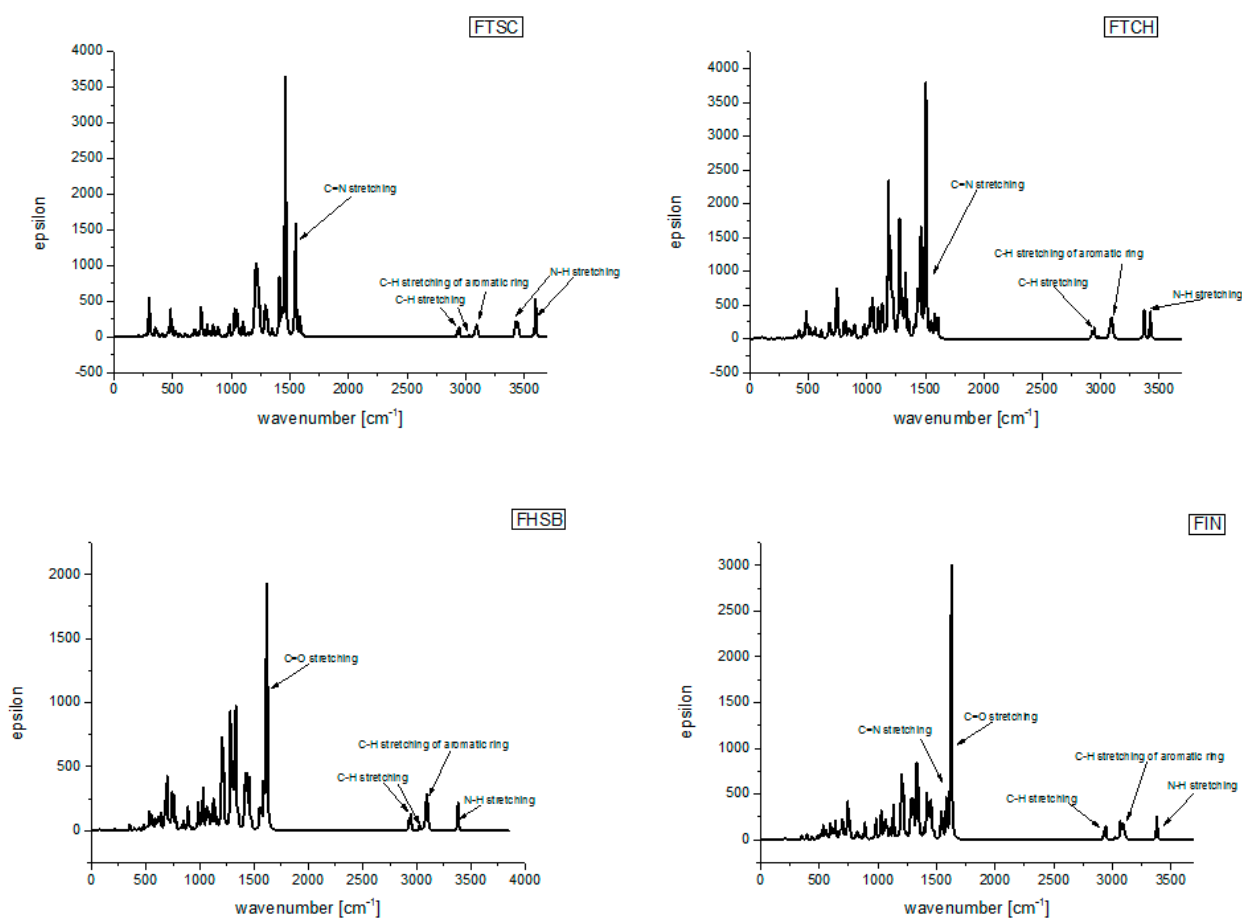 FTSC
4000
3500
3000
2500
2000
1500
1000
500
0
-500
epsilon
C=N stretching
C-H stretching of aromatic ring
C-H stretching
N-H stretching
0 500 1000 1500 2000 2500 3000 3500
wavenumber [cm⁻¹]
FTCH
4000
3500
3000
2500
2000
1500
1000
500
0
-500
epsilon
C=N stretching
C-H stretching of aromatic ring
C-H stretching
N-H stretching
0 500 1000 1500 2000 2500 3000 3500
wavenumber [cm⁻¹]
FHSB
2000
1500
1000
500
0
epsilon
C=O stretching
C-H stretching of aromatic ring
C-H stretching
N-H stretching
0 500 1000 1500 2000 2500 3000 3500 4000
wavenumber [cm⁻¹]
FIN
3000
2500
2000
1500
1000
500
0
epsilon
C=O stretching
C=N stretching
C-H stretching of aromatic ring
C-H stretching
N-H stretching
0 500 1000 1500 2000 2500 3000 3500
wavenumber [cm⁻¹]